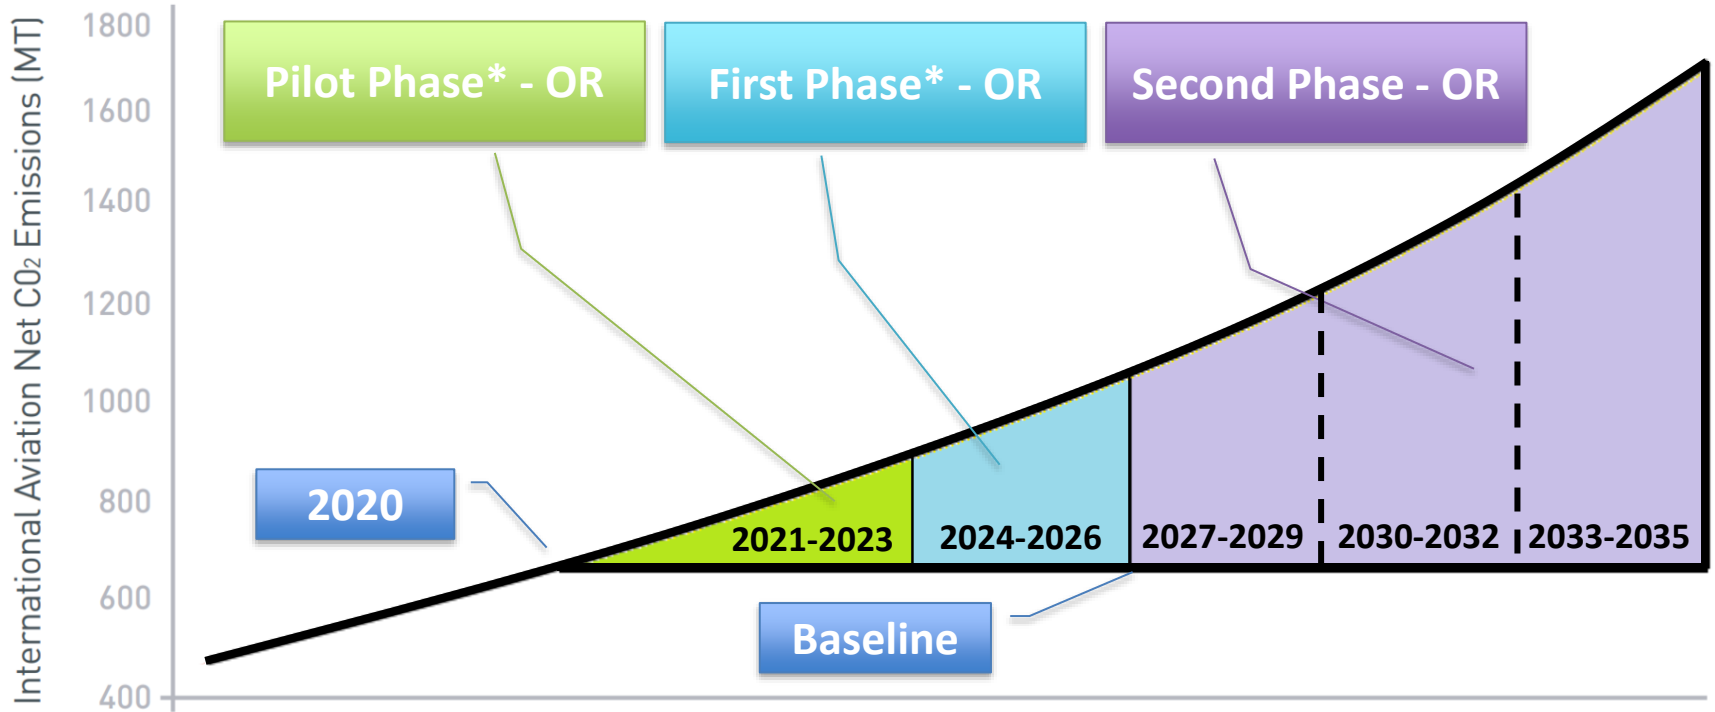 International Aviation Net CO₂ Emissions (MT)
1800
1600
1400
1200
1000
800
600
400
Pilot Phase* - OR
First Phase* - OR
Second Phase - OR
2020
2021-2023
2024-2026
2027-2029
2030-2032
2033-2035
Baseline